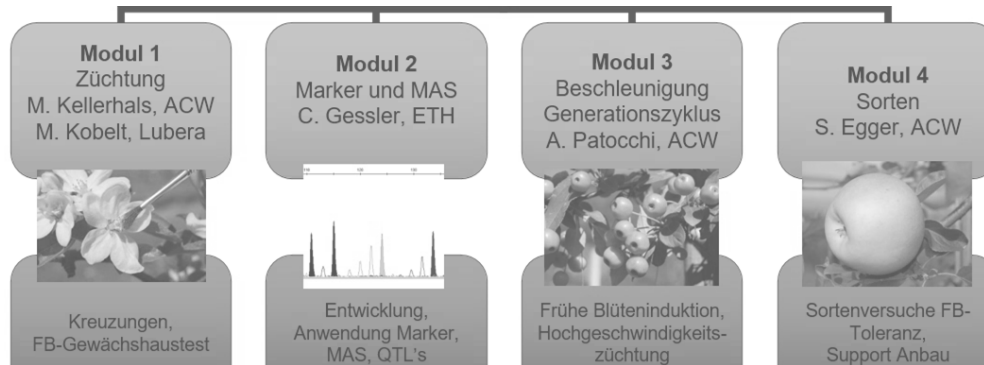 Modul 1
Züchtung
M. Kellerhals, ACW
M. Kobelt, Lubera
Kreuzungen,
FB-Gewächshaustest
Modul 2
Marker und MAS
C. Gessler, ETH
Entwicklung,
Anwendung Marker,
MAS, QTL's
Modul 3
Beschleunigung
Generationszyklus
A. Patocchi, ACW
Frühe Blüteninduktion,
Hochgeschwindigkeits-
züchtung
Modul 4
Sorten
S. Egger, ACW
Sortenversuche FB-
Toleranz,
Support Anbau